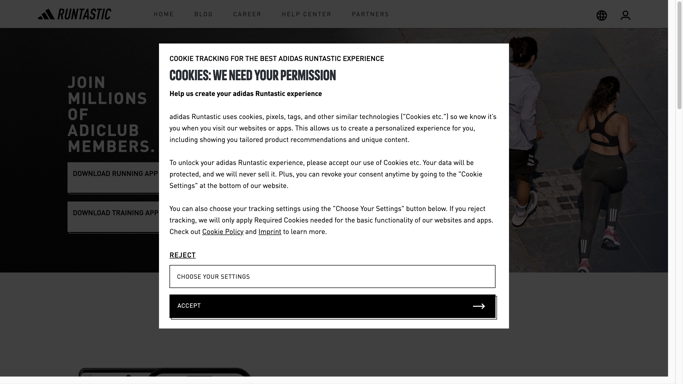 RUNTASTIC
HOME BLOG CAREER HELP CENTER PARTNERS
JOIN
MILLIONS
OF
ADICLUB
MEMBERS.
DOWNLOAD RUNNING APP
DOWNLOAD TRAINING APP
COOKIE TRACKING FOR THE BEST ADIDAS RUNTASTIC EXPERIENCE
COOKIES: WE NEED YOUR PERMISSION
Help us create your adidas Runtastic experience
adidas Runtastic uses cookies, pixels, tags, and other similar technologies ("Cookies etc.") so we know it's
you when you visit our websites or apps. This allows us to create a personalized experience for you,
including showing you tailored product recommendations and unique content.
To unlock your adidas Runtastic experience, please accept our use of Cookies etc. Your data will be
protected, and we will never sell it. Plus, you can revoke your consent anytime by going to the "Cookie
Settings" at the bottom of our website.
You can also choose your tracking settings using the "Choose Your Settings" button below. If you reject
tracking, we will only apply Required Cookies needed for the basic functionality of our websites and apps.
Check out Cookie Policy and Imprint to learn more.
REJECT
CHOOSE YOUR SETTINGS
ACCEPT